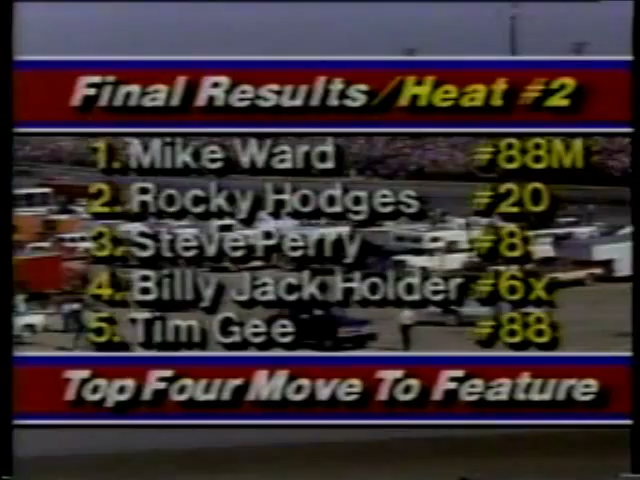 Final Results/Heat #2
1. Mike Ward #88M
2. Rocky Hodges #20
3. Steve Perry #8
4. Billy Jack Holder #6x
5. Tim Gee #88
Top Four Move To Feature